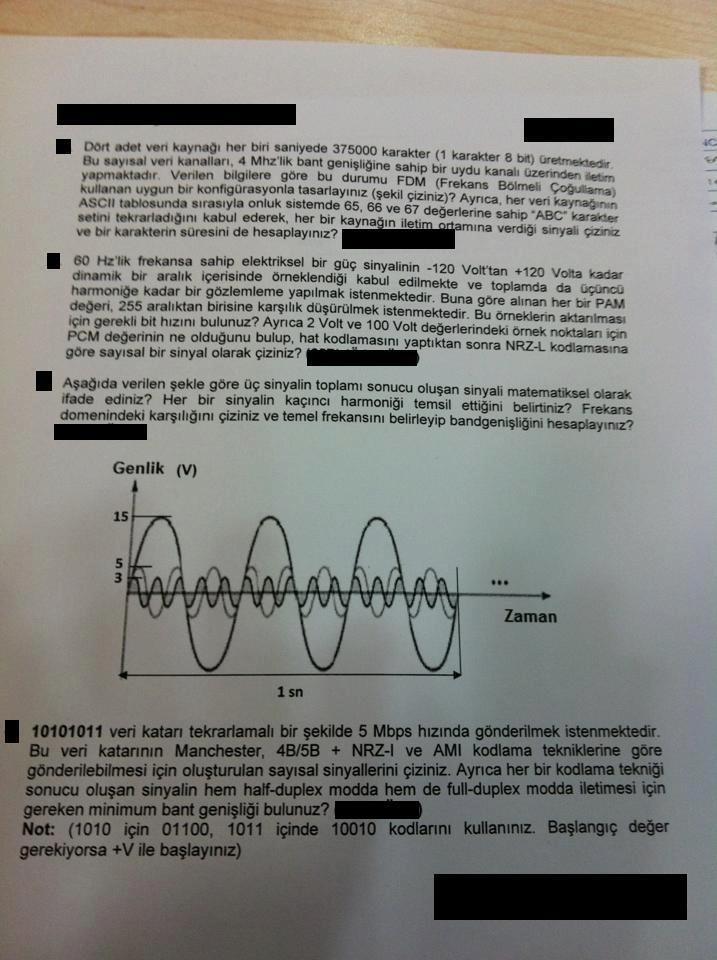 Dört adet veri kaynağı her biri saniyede 375000 karakter (1 karakter 8 bit) üretmektedir.
Bu sayısal veri kanalları, 4 Mhz'lik bant genişliğine sahip bir uydu kanalı üzerinden iletim
yapmaktadır. Verilen bilgilere göre bu durumu FDM (Frekans Bölmeli Çoğullama)
kullanan uygun bir konfigürasyonla tasarlayınız (şekil çiziniz)? Ayrıca, her veri kaynağının
ASCII tablosunda sırasıyla onluk sistemde 65, 66 ve 67 değerlerine sahip "ABC" karakter
setini tekrarladığını kabul ederek, her bir kaynağın iletim ortamına verdiği sinyali çiziniz
ve bir karakterin süresini de hesaplayınız?
60 Hz'lik frekansa sahip elektriksel bir güç sinyalinin -120 Volt'tan +120 Volta kadar
dinamik bir aralık içerisinde örneklendiği kabul edilmekte ve toplamda da üçüncü
harmoniğe kadar bir gözlemleme yapılmak istenmektedir. Buna göre alınan her bir PAM
değeri, 255 aralıktan birisine karşılık düşürülmek istenmektedir. Bu örneklerin aktarılması
için gerekli bit hızını bulunuz? Ayrıca 2 Volt ve 100 Volt değerlerindeki örnek noktaları için
PCM değerinin ne olduğunu bulup, hat kodlamasını yaptıktan sonra NRZ-L kodlamasına
göre sayısal bir sinyal olarak çiziniz?
Aşağıda verilen şekle göre üç sinyalin toplamı sonucu oluşan sinyali matematiksel olarak
ifade ediniz? Her bir sinyalin kaçıncı harmoniği temsil ettiğini belirtiniz? Frekans
domenindeki karşılığını çiziniz ve temel frekansını belirleyip bandgenişliğini hesaplayınız?
Genlik (V)
15
5
3
...
Zaman
1 sn
10101011 veri katarı tekrarlamalı bir şekilde 5 Mbps hızında gönderilmek istenmektedir.
Bu veri katarının Manchester, 4B/5B + NRZ-I ve AMI kodlama tekniklerine göre
gönderilebilmesi için oluşturulan sayısal sinyallerini çiziniz. Ayrıca her bir kodlama tekniği
sonucu oluşan sinyalin hem half-duplex modda hem de full-duplex modda iletimesi için
gereken minimum bant genişliği bulunuz? )
Not: (1010 için 01100, 1011 içinde 10010 kodlarını kullanınız. Başlangıç değer
gerekiyorsa +V ile başlayınız)